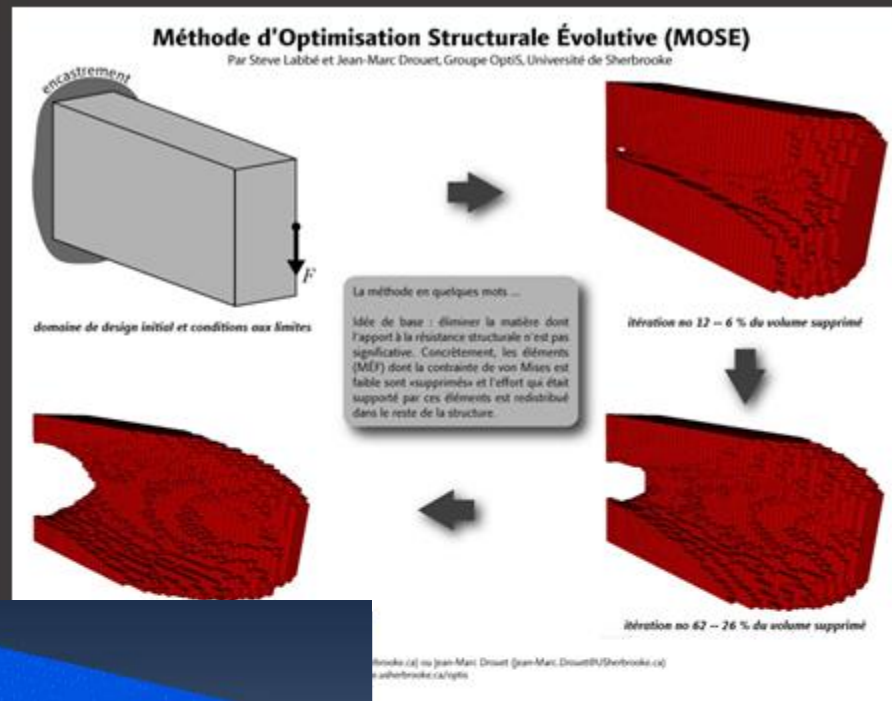 Méthode d'Optimisation Structurale Évolutive (MOSE)
Par Steve Labbé et Jean-Marc Drouet, Groupe OptiS, Université de Sherbrooke
encastrement
F
domaine de design initial et conditions aux limites
itération no 12 -- 6 % du volume supprimé
La méthode en quelques mots ...
Idée de base : éliminer la matière dont
l'apport à la résistance structurale n'est pas
significative. Concrètement, les éléments
(MÉF) dont la contrainte de von Mises est
faible sont «supprimés» et l'effort qui était
supporté par ces éléments est redistribué
dans le reste de la structure.
itération no 62 -- 26 % du volume supprimé
ou Jean-Marc Drouet (Jean-Marc.Drouet@USherbrooke.ca)
usherbrooke.ca/optis